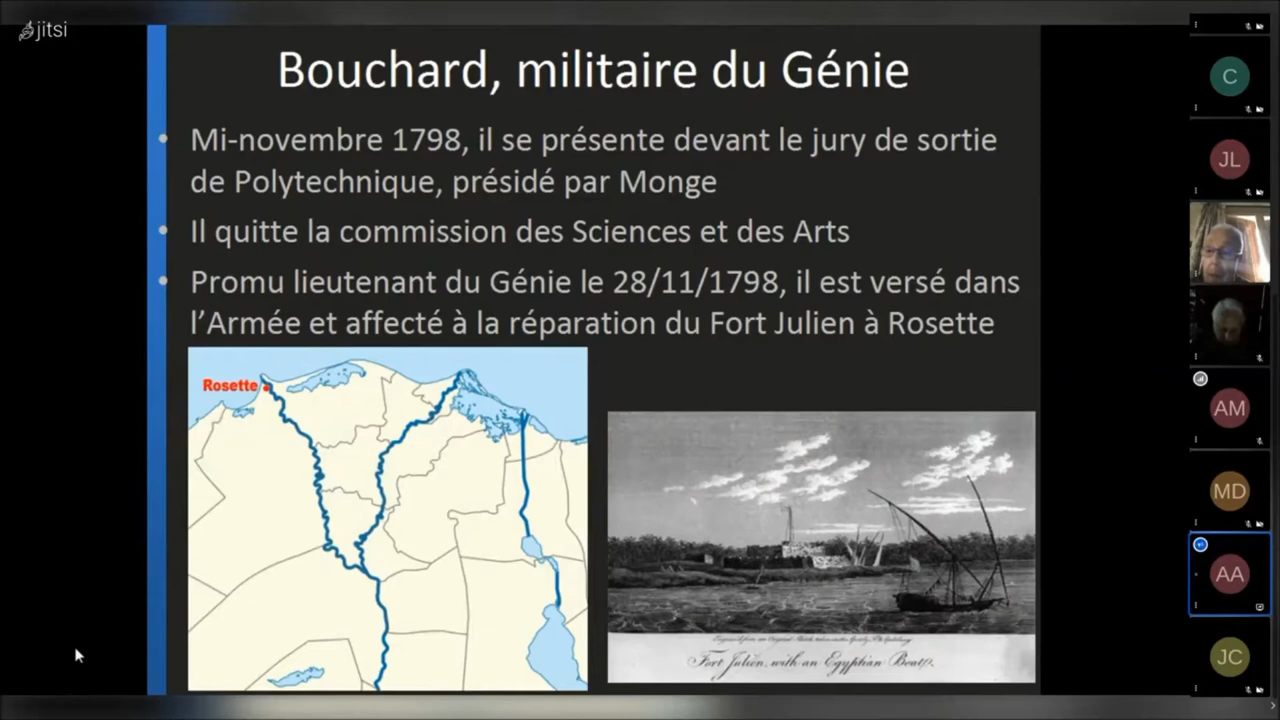 jitsi
Bouchard, militaire du Génie
• Mi-novembre 1798, il se présente devant le jury de sortie
de Polytechnique, présidé par Monge
• Il quitte la commission des Sciences et des Arts
• Promu lieutenant du Génie le 28/11/1798, il est versé dans
l’Armée et affecté à la réparation du Fort Julien à Rosette
Rosette
Fort Julien, with an Egyptian Boat
C
JL
AM
MD
AA
JC